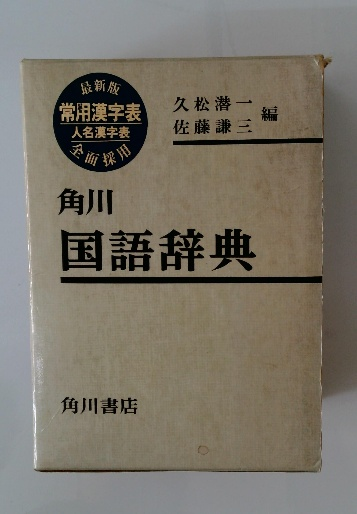 最新版
常用漢字表
人名漢字表
全面採用
久松潜一
佐藤謙三
編
角川
国語辞典
角川書店